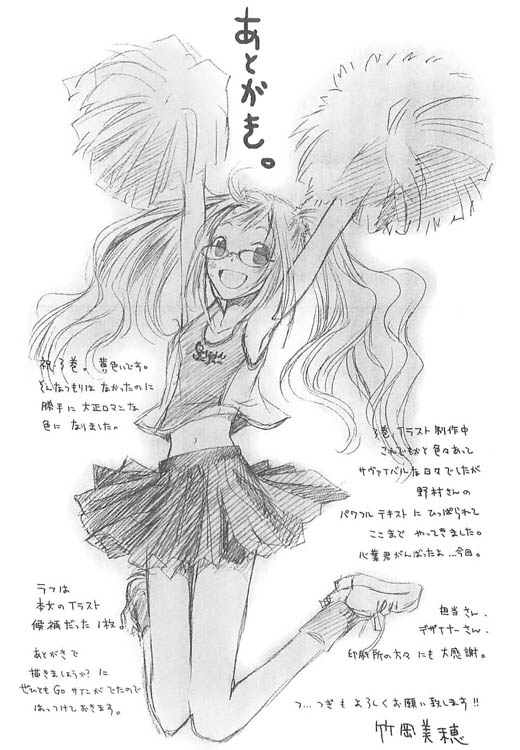 あとがき。
祝・3巻。黄色いです。
そんなつもりは なかったのに
勝手に 大正ロマンな
色に なりました。
3巻、イラスト制作中
これでもかと色々あって
サヴァイバルな日々でしたが
野村さんの
パワフルテキストに ひっぱられて
ここまで やってきました。
心葉君がんばったよ…今回。
ラフは
本文のイラスト
候補だった1枚。
あとがきで
描きましょうか?に
ぜひとも Go サインがでたので
はっつけておきます。
担当さん、
デザイナーさん、
印刷所の方々にも 大感謝。
つ…つぎも よろしくお願い致します!!
竹岡美穂